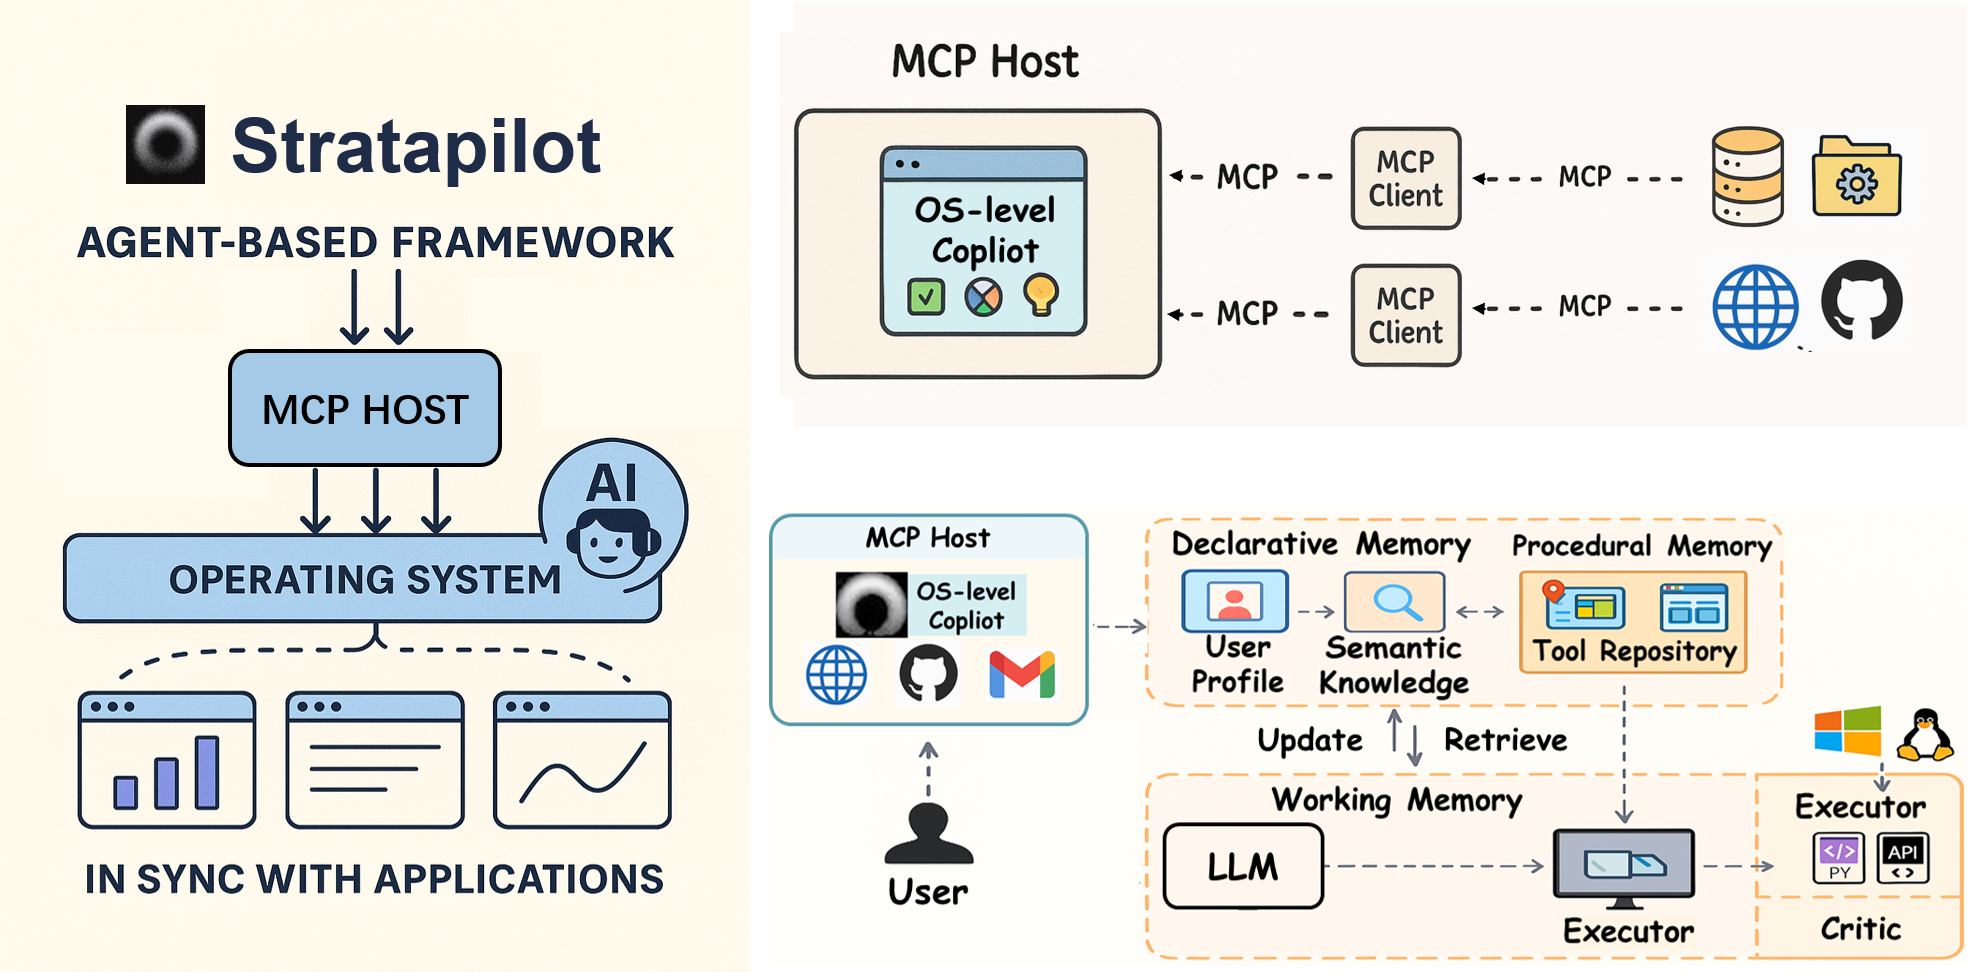 Stratapilot
AGENT-BASED FRAMEWORK
MCP HOST
AI
OPERATING SYSTEM
IN SYNC WITH APPLICATIONS
MCP Host
OS-level
Copliot
MCP
MCP
Client
MCP
MCP
MCP
Client
MCP
MCP Host
OS-level
Copliot
User
Declarative Memory
Procedural Memory
User
Profile
Semantic
Knowledge
Tool Repository
Update
Retrieve
Working Memory
LLM
Executor
Executor
</>
PY
API
<>
Critic